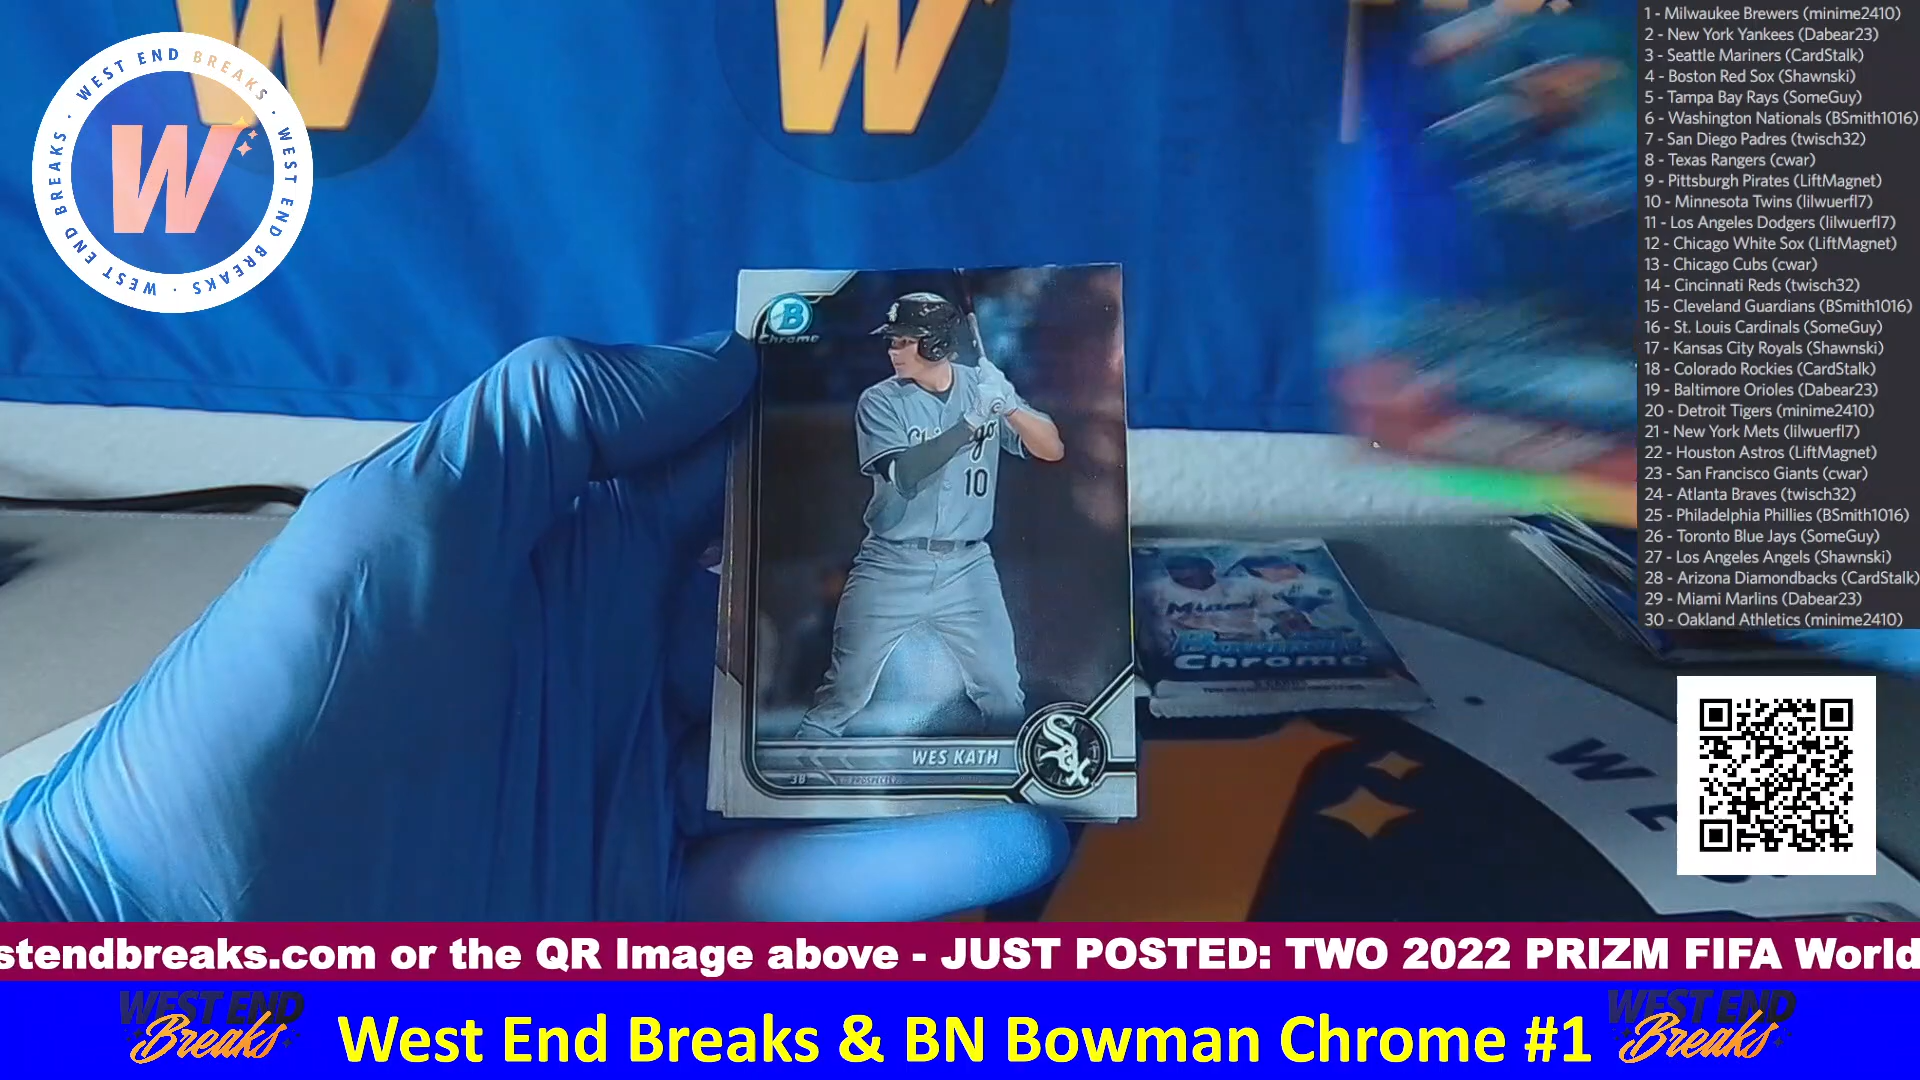 WEST END BREAKS · WEST END BREAKS · WEST END BREAKS ·
W
W
W
1 - Milwaukee Brewers (minime2410)
2 - New York Yankees (Dabear23)
3 - Seattle Mariners (CardStalk)
4 - Boston Red Sox (Shawnski)
5 - Tampa Bay Rays (SomeGuy)
6 - Washington Nationals (BSmith1016)
7 - San Diego Padres (twisch32)
8 - Texas Rangers (cwar)
9 - Pittsburgh Pirates (LiftMagnet)
10 - Minnesota Twins (lilwuerfl7)
11 - Los Angeles Dodgers (lilwuerfl7)
12 - Chicago White Sox (LiftMagnet)
13 - Chicago Cubs (cwar)
14 - Cincinnati Reds (twisch32)
15 - Cleveland Guardians (BSmith1016)
16 - St. Louis Cardinals (SomeGuy)
17 - Kansas City Royals (Shawnski)
18 - Colorado Rockies (CardStalk)
19 - Baltimore Orioles (Dabear23)
20 - Detroit Tigers (minime2410)
21 - New York Mets (lilwuerfl7)
22 - Houston Astros (LiftMagnet)
23 - San Francisco Giants (cwar)
24 - Atlanta Braves (twisch32)
25 - Philadelphia Phillies (BSmith1016)
26 - Toronto Blue Jays (SomeGuy)
27 - Los Angeles Angels (Shawnski)
28 - Arizona Diamondbacks (CardStalk)
29 - Miami Marlins (Dabear23)
30 - Oakland Athletics (minime2410)
B
Chrome
Chicago
10
WES KATH
3B
Sox
Miami
Chrome
W E
stendbreaks.com or the QR Image above - JUST POSTED: TWO 2022 PRIZM FIFA World
WEST END
Breaks
West End Breaks & BN Bowman Chrome #1
WEST END
Breaks